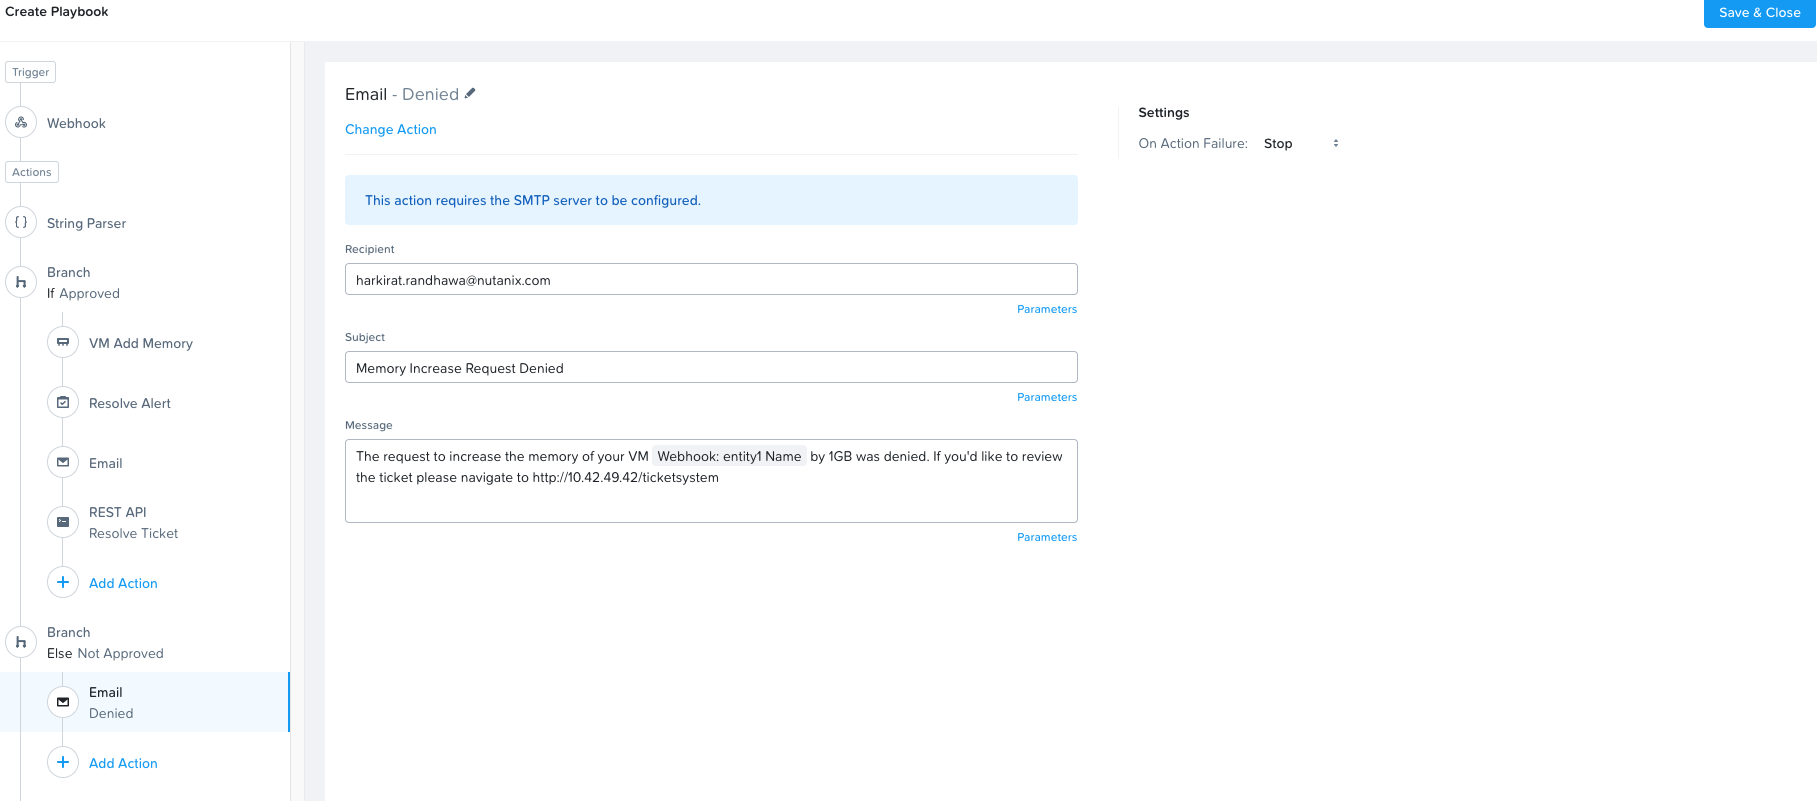 Create Playbook
Save & Close
Trigger
Webhook
Actions
String Parser
Branch
If Approved
VM Add Memory
Resolve Alert
Email
REST API
Resolve Ticket
Add Action
Branch
Else Not Approved
Email
Denied
Add Action
Email - Denied
Change Action
This action requires the SMTP server to be configured.
Recipient
harkirat.randhawa@nutanix.com
Parameters
Subject
Memory Increase Request Denied
Parameters
Message
The request to increase the memory of your VM Webhook: entity1 Name by 1GB was denied. If you'd like to review
the ticket please navigate to http://10.42.49.42/ticketsystem
Parameters
Settings
On Action Failure: Stop